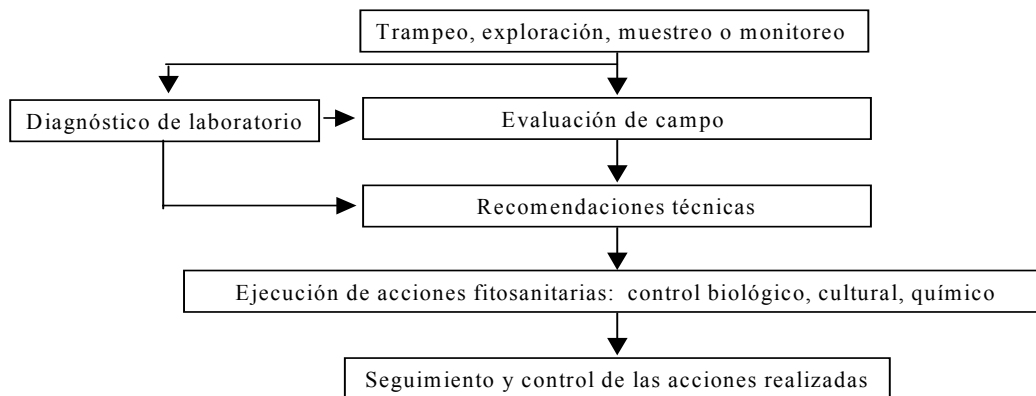 Trampeo, exploración, muestreo o monitoreo
Diagnóstico de laboratorio
Evaluación de campo
Recomendaciones técnicas
Ejecución de acciones fitosanitarias: control biológico, cultural, químico
Seguimiento y control de las acciones realizadas